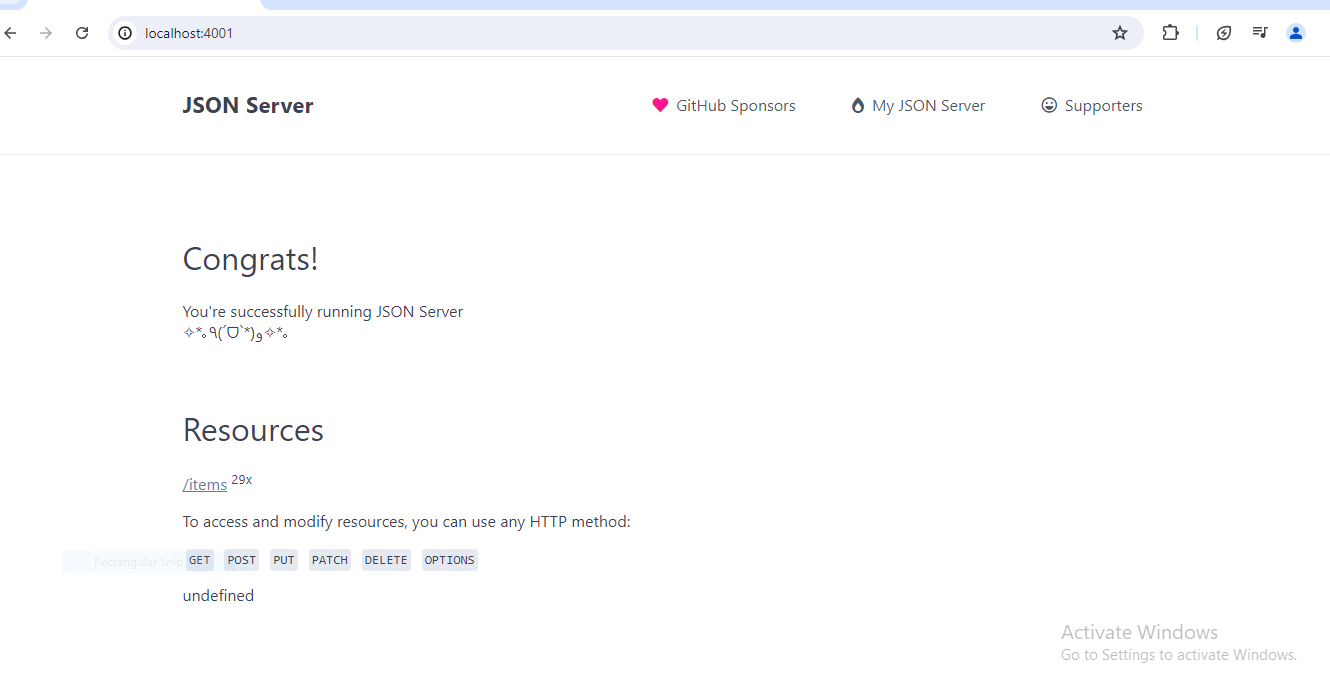 localhost:4001
JSON Server
GitHub Sponsors
My JSON Server
Supporters
Congrats!
You're successfully running JSON Server
✧*｡٩(ˊᗜˋ*)و✧*｡
Resources
/items 29x
To access and modify resources, you can use any HTTP method:
Rectangular Snip
GET POST PUT PATCH DELETE OPTIONS
undefined
Activate Windows
Go to Settings to activate Windows.